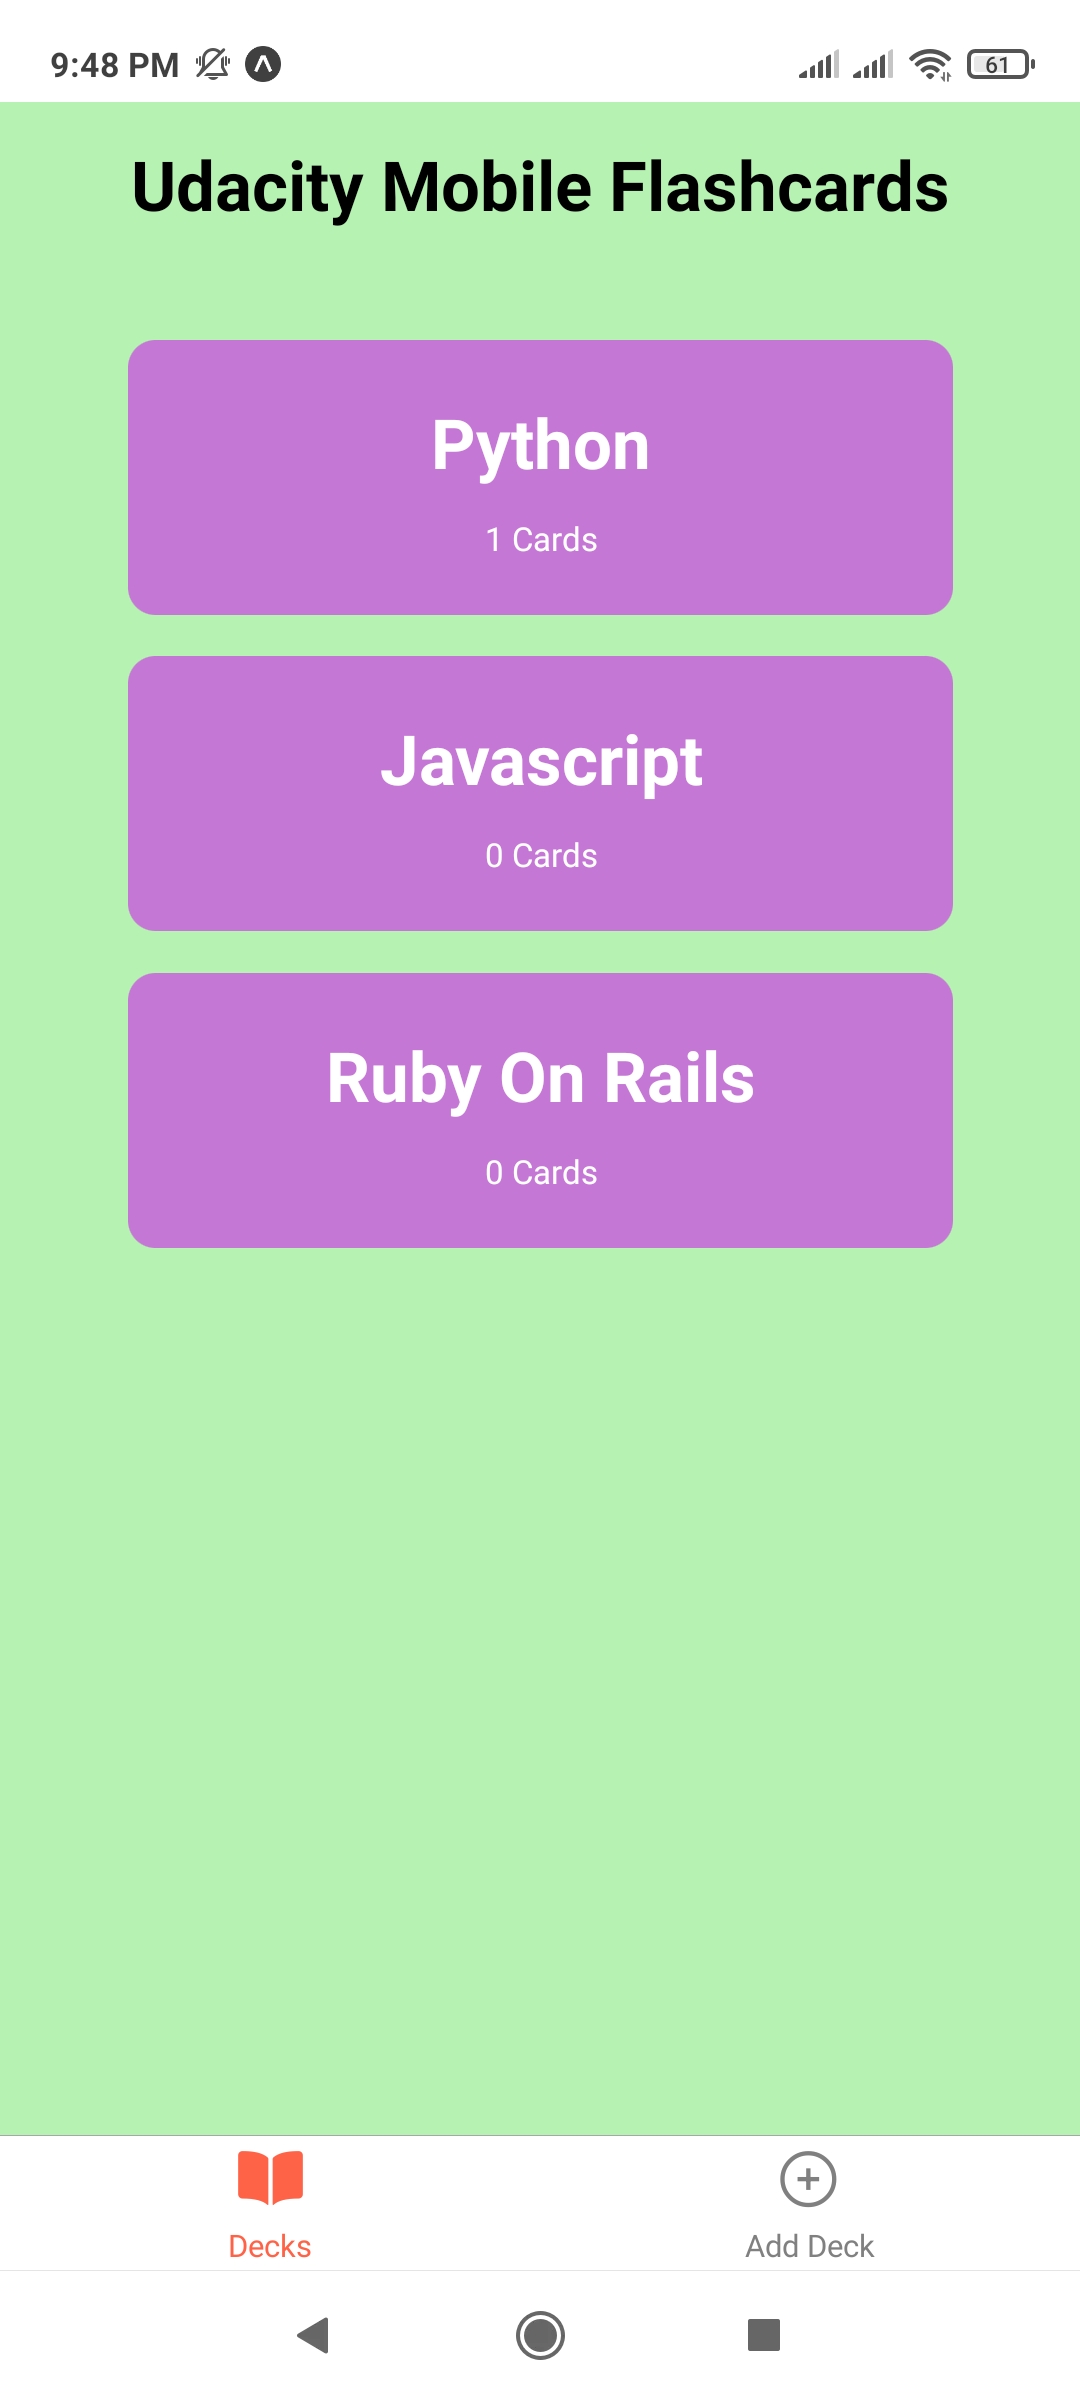 9:48 PM
61
Udacity Mobile Flashcards
Python
1 Cards
Javascript
0 Cards
Ruby On Rails
0 Cards
Decks
Add Deck